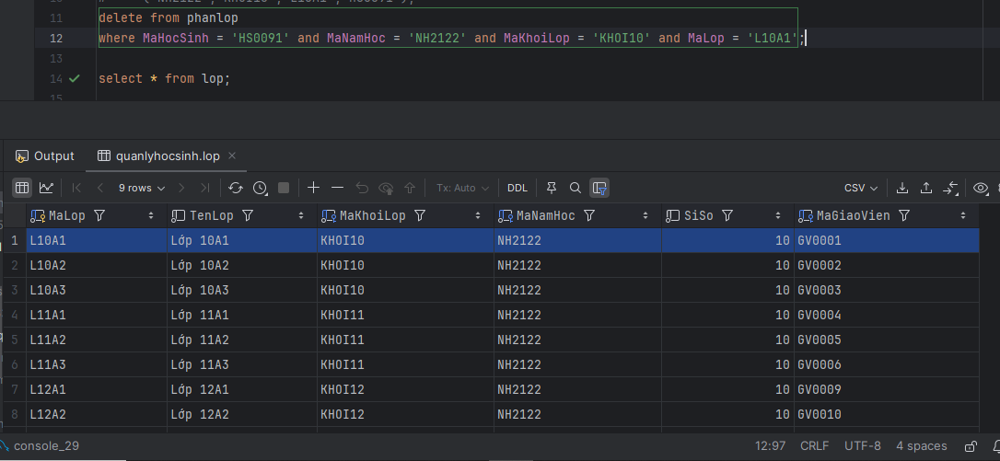 11 delete from phanlop
12 where MaHocSinh = 'HS0091' and MaNamHoc = 'NH2122' and MaKhoiLop = 'KHOI10' and MaLop = 'L10A1';
13
14 select * from lop;
15
Output quanlyhocsinh.lop
9 rows Tx: Auto DDL CSV
MaLop TenLop MaKhoiLop MaNamHoc SiSo MaGiaoVien
1 L10A1 Lớp 10A1 KHOI10 NH2122 10 GV0001
2 L10A2 Lớp 10A2 KHOI10 NH2122 10 GV0002
3 L10A3 Lớp 10A3 KHOI10 NH2122 10 GV0003
4 L11A1 Lớp 11A1 KHOI11 NH2122 10 GV0004
5 L11A2 Lớp 11A2 KHOI11 NH2122 10 GV0005
6 L11A3 Lớp 11A3 KHOI11 NH2122 10 GV0006
7 L12A1 Lớp 12A1 KHOI12 NH2122 10 GV0009
8 L12A2 Lớp 12A2 KHOI12 NH2122 10 GV0010
console_29 12:97 CRLF UTF-8 4 spaces